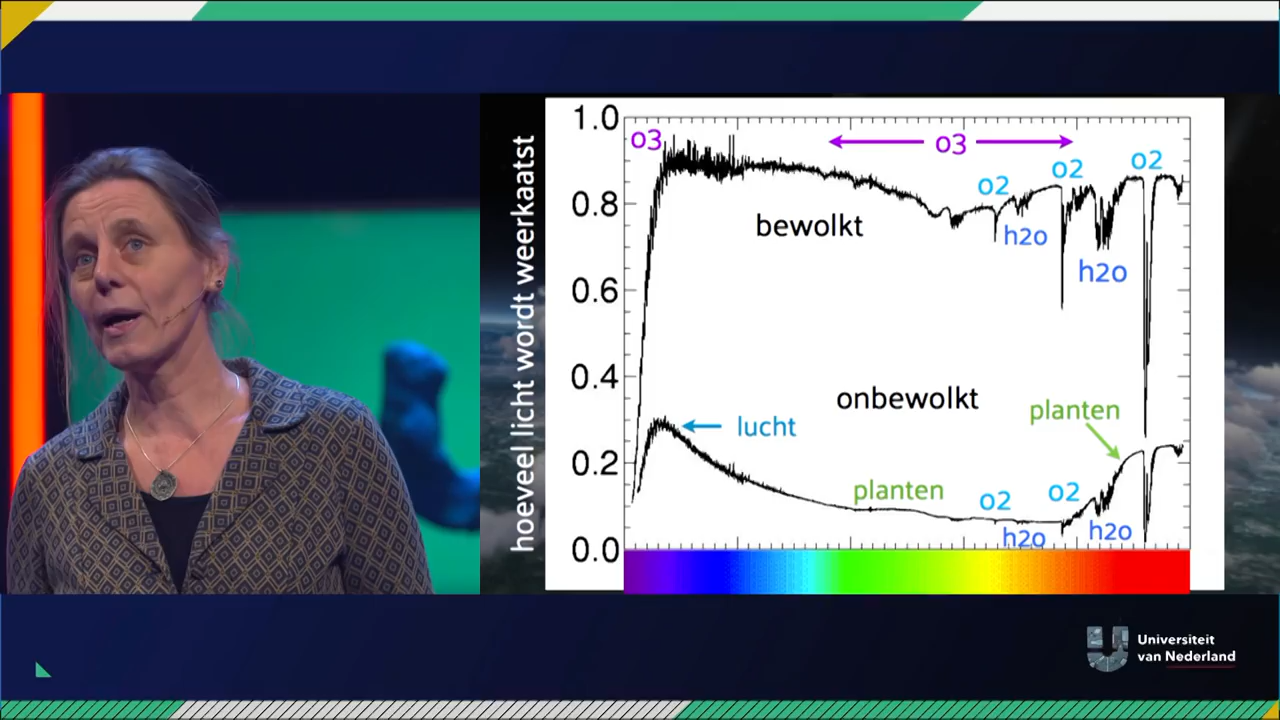 hoeveel licht wordt weerkaatst
1.0
0.8
0.6
0.4
0.2
0.0
o3
o3
o2
o2
o2
bewolkt
h2o
h2o
onbewolkt
planten
lucht
planten
o2
o2
h2o
h2o
Universiteit
van Nederland